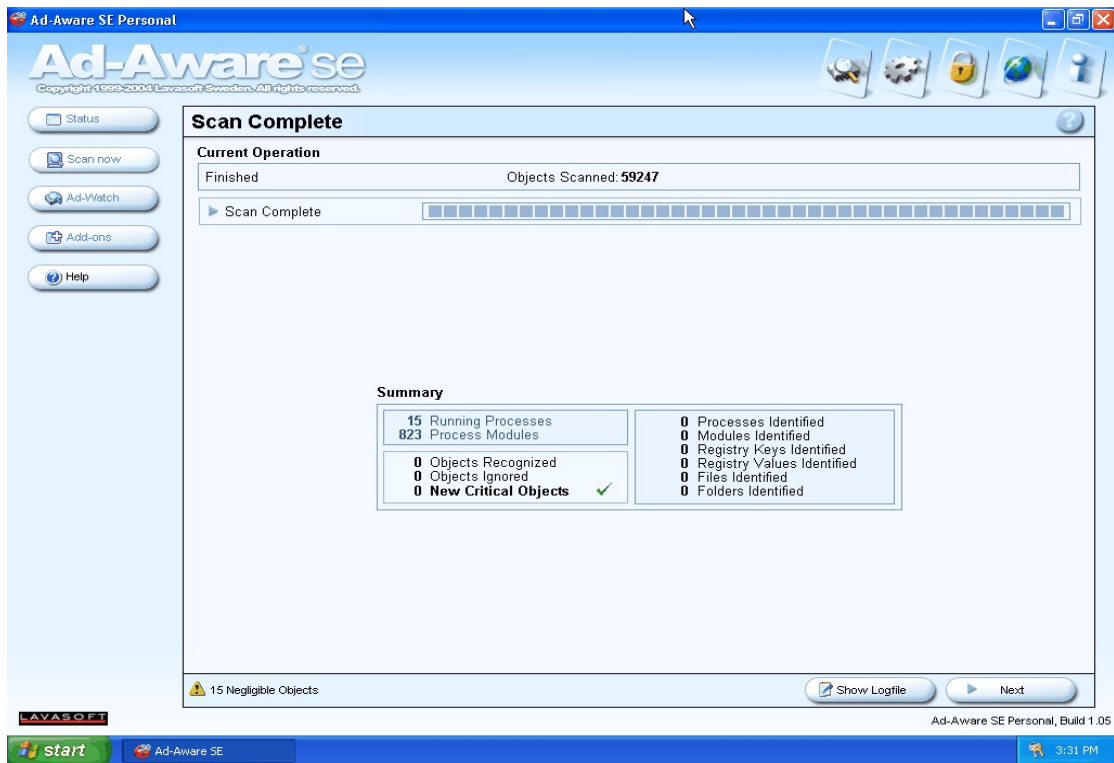 Ad-Aware SE Personal
Ad-Aware® se
Copyright 1999-2004 Lavasoft Sweden. All rights reserved.
Status
Scan now
Ad-Watch
Add-ons
Help
Scan Complete
Current Operation
Finished Objects Scanned: 59247
Scan Complete
Summary
15 Running Processes
823 Process Modules
0 Objects Recognized
0 Objects Ignored
0 New Critical Objects
0 Processes Identified
0 Modules Identified
0 Registry Keys Identified
0 Registry Values Identified
0 Files Identified
0 Folders Identified
15 Negligible Objects
Show Logfile
Next
LAVASOFT
Ad-Aware SE Personal, Build 1.05
start
Ad-Aware SE
3:31 PM